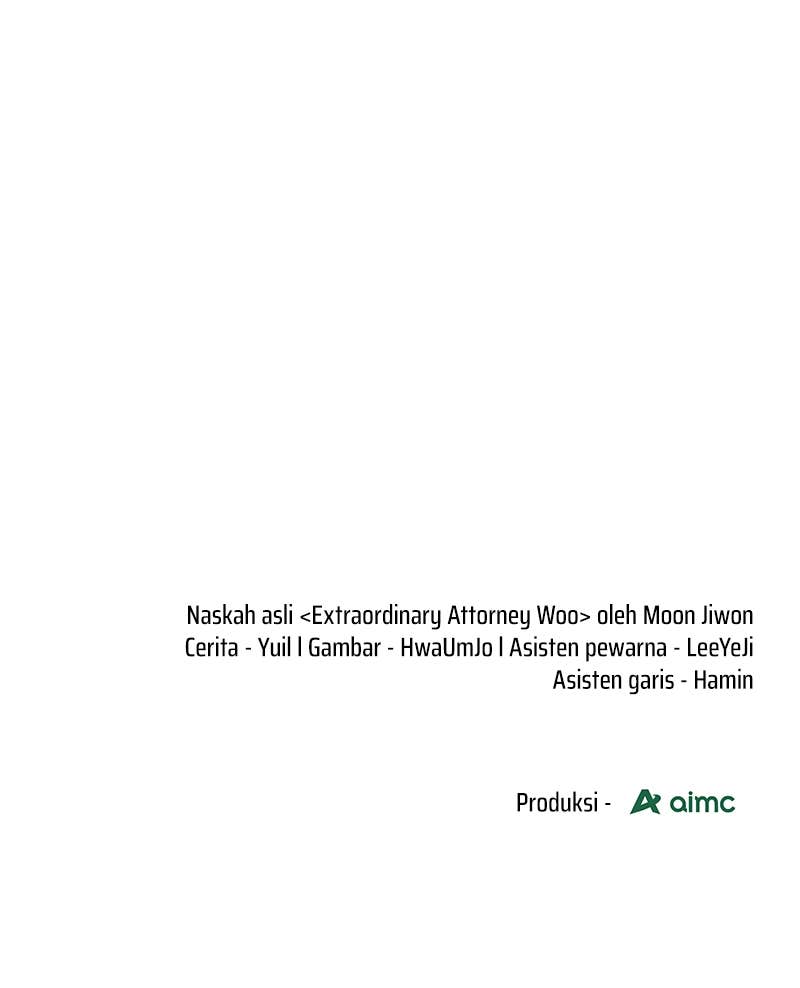 Naskah asli <Extraordinary Attorney Woo> oleh Moon Jiwon
Cerita - Yuil l Gambar - HwaUmJo l Asisten pewarna - LeeYeJi
Asisten garis - Hamin
Produksi - aimc